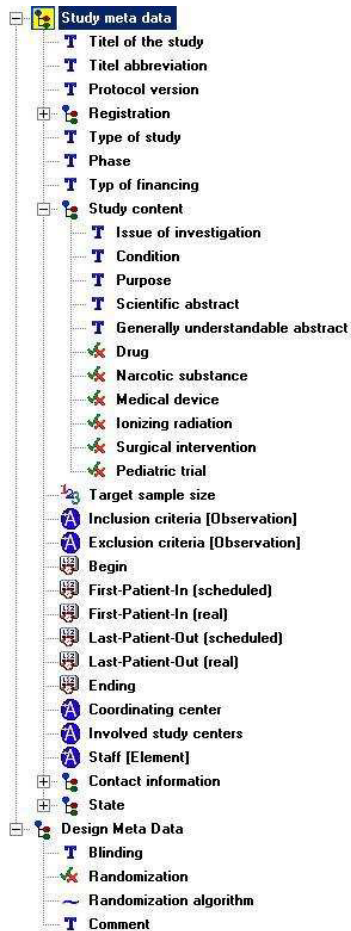 Study meta data
Titel of the study
Titel abbreviation
Protocol version
Registration
Type of study
Phase
Typ of financing
Study content
Issue of investigation
Condition
Purpose
Scientific abstract
Generally understandable abstract
Drug
Narcotic substance
Medical device
Ionizing radiation
Surgical intervention
Pediatric trial
Target sample size
Inclusion criteria [Observation]
Exclusion criteria [Observation]
Begin
First-Patient-In (scheduled)
First-Patient-In (real)
Last-Patient-Out (scheduled)
Last-Patient-Out (real)
Ending
Coordinating center
Involved study centers
Staff [Element]
Contact information
State
Design Meta Data
Blinding
Randomization
Randomization algorithm
Comment